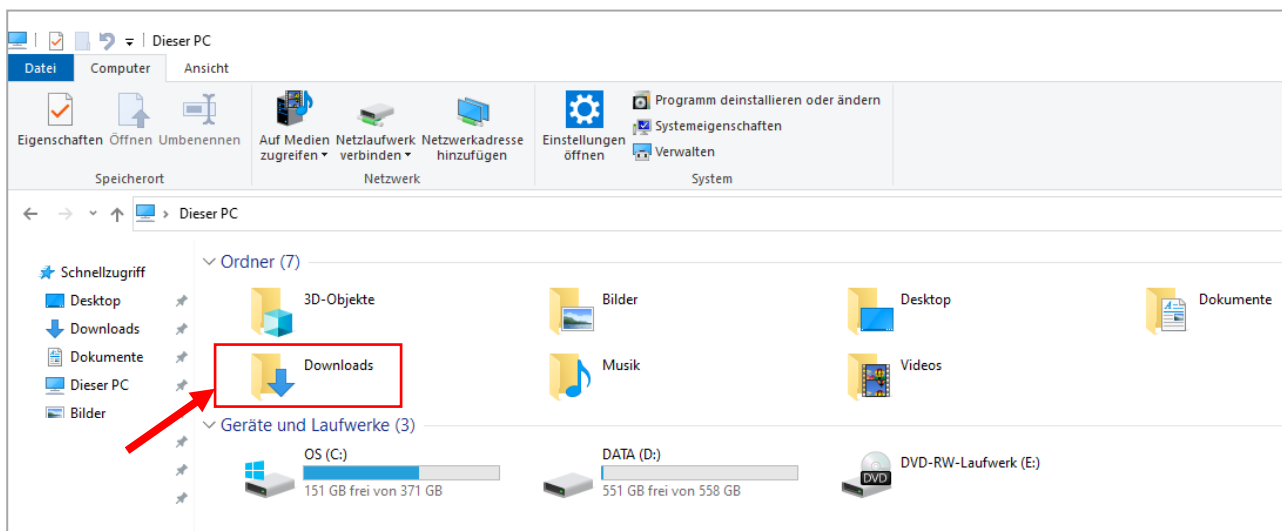 Dieser PC
Datei Computer Ansicht
Eigenschaften Öffnen Umbenennen
Auf Medien zugreifen
Netzlaufwerk verbinden
Netzwerkadresse hinzufügen
Einstellungen öffnen
Programm deinstallieren oder ändern
Systemeigenschaften
Verwalten
Speicherort Netzwerk System
Dieser PC
Schnellzugriff
Desktop
Downloads
Dokumente
Dieser PC
Bilder
Ordner (7)
3D-Objekte Bilder Desktop Dokumente
Downloads Musik Videos
Geräte und Laufwerke (3)
OS (C:)
151 GB frei von 371 GB
DATA (D:)
551 GB frei von 558 GB
DVD-RW-Laufwerk (E:)
DVD